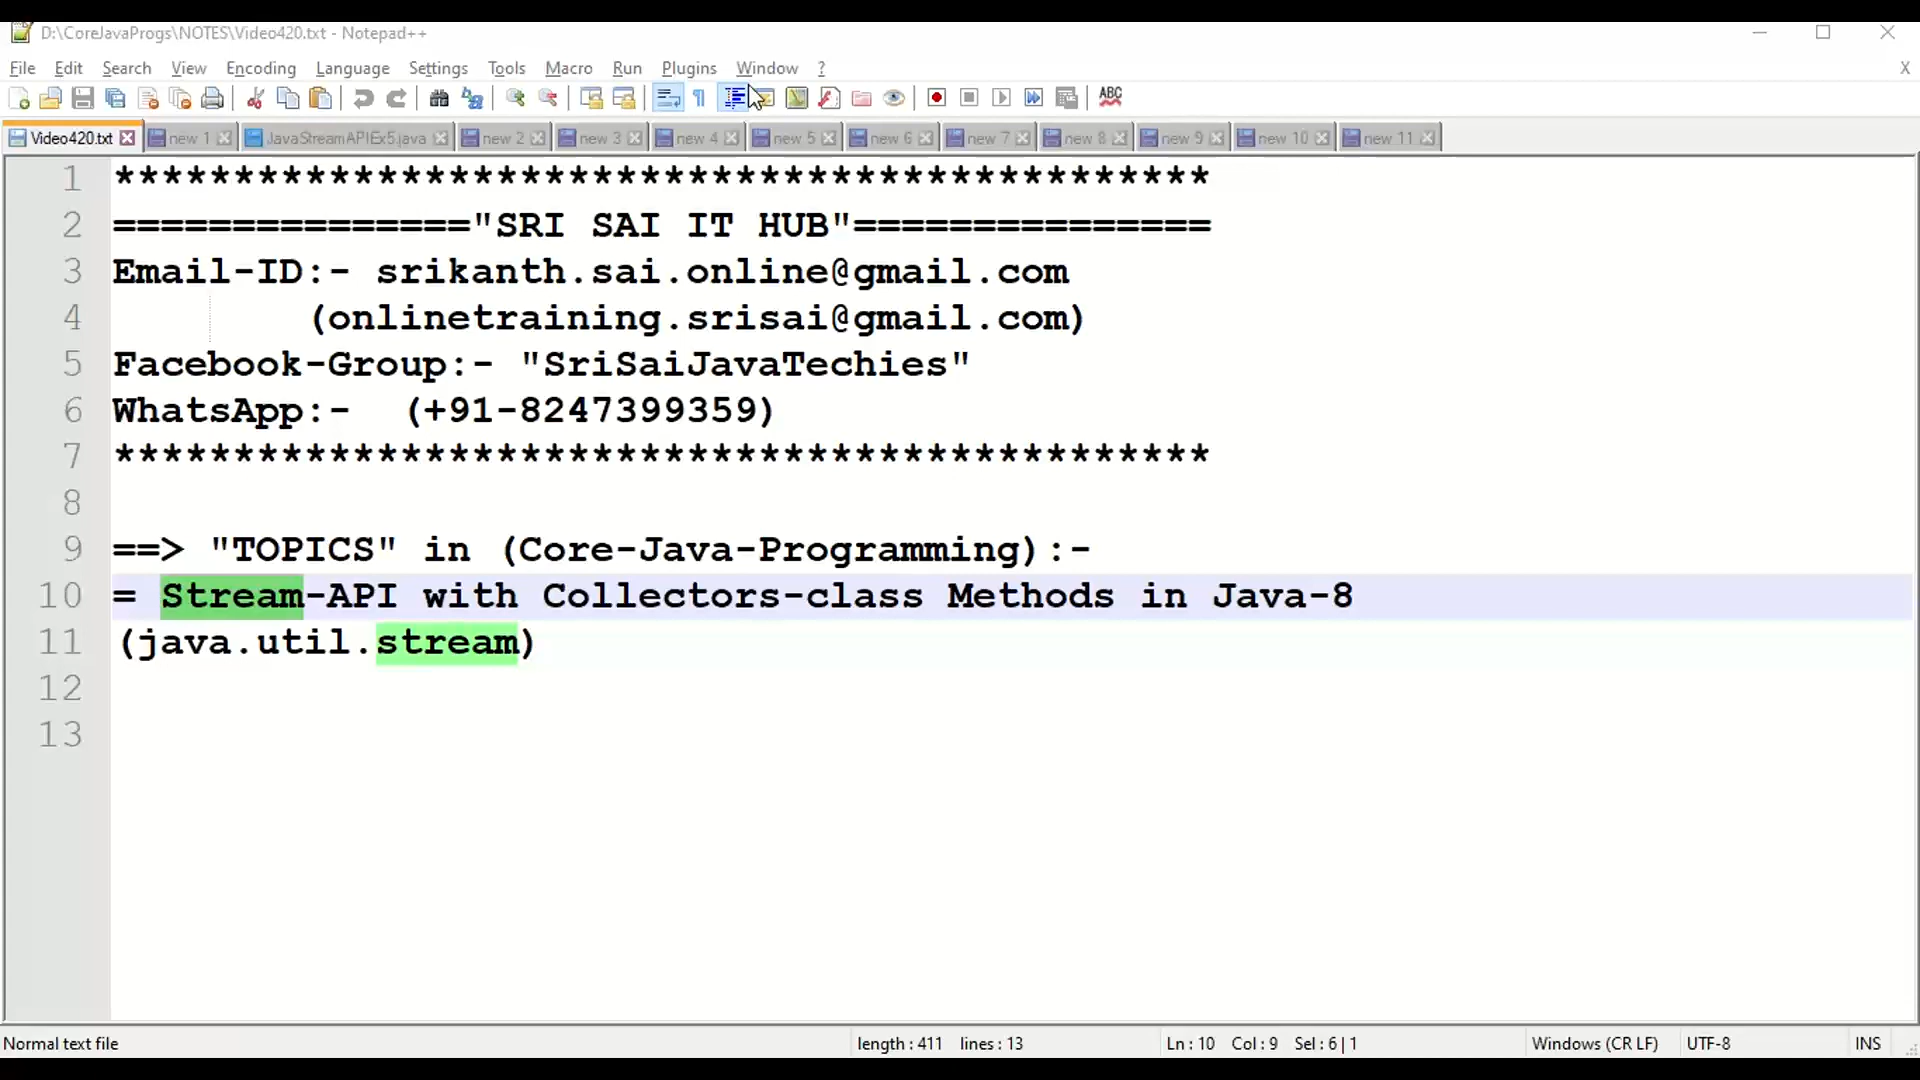 D:\CoreJavaProgs\NOTES\Video420.txt - Notepad++
File Edit Search View Encoding Language Settings Tools Macro Run Plugins Window ? X
ABC
Video420.txt new 1 JavaStreamAPIEx5.java new 2 new 3 new 4 new 5 new 6 new 7 new 8 new 9 new 10 new 11
1 **********************************************
2 ==============="SRI SAI IT HUB"===============
3 Email-ID:- srikanth.sai.online@gmail.com
4 (onlinetraining.srisai@gmail.com)
5 Facebook-Group:- "SriSaiJavaTechies"
6 WhatsApp:- (+91-8247399359)
7 **********************************************
8
9 ==> "TOPICS" in (Core-Java-Programming):-
10 = Stream-API with Collectors-class Methods in Java-8
11 (java.util.stream)
12
13
Normal text file length : 411 lines : 13 Ln : 10 Col : 9 Sel : 6 | 1 Windows (CR LF) UTF-8 INS